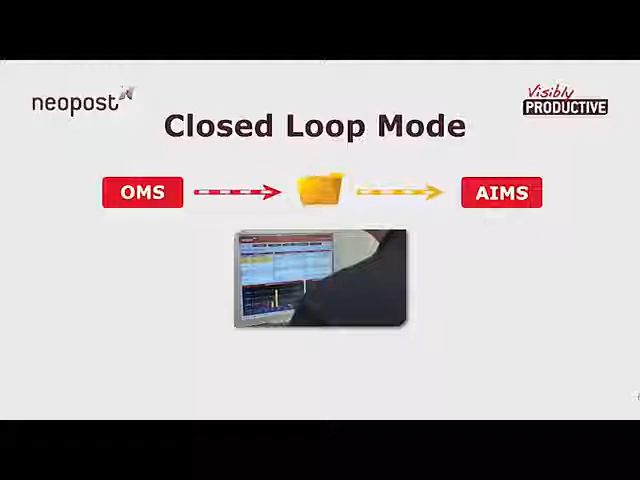 neopost
Visibly
PRODUCTIVE
Closed Loop Mode
OMS
AIMS